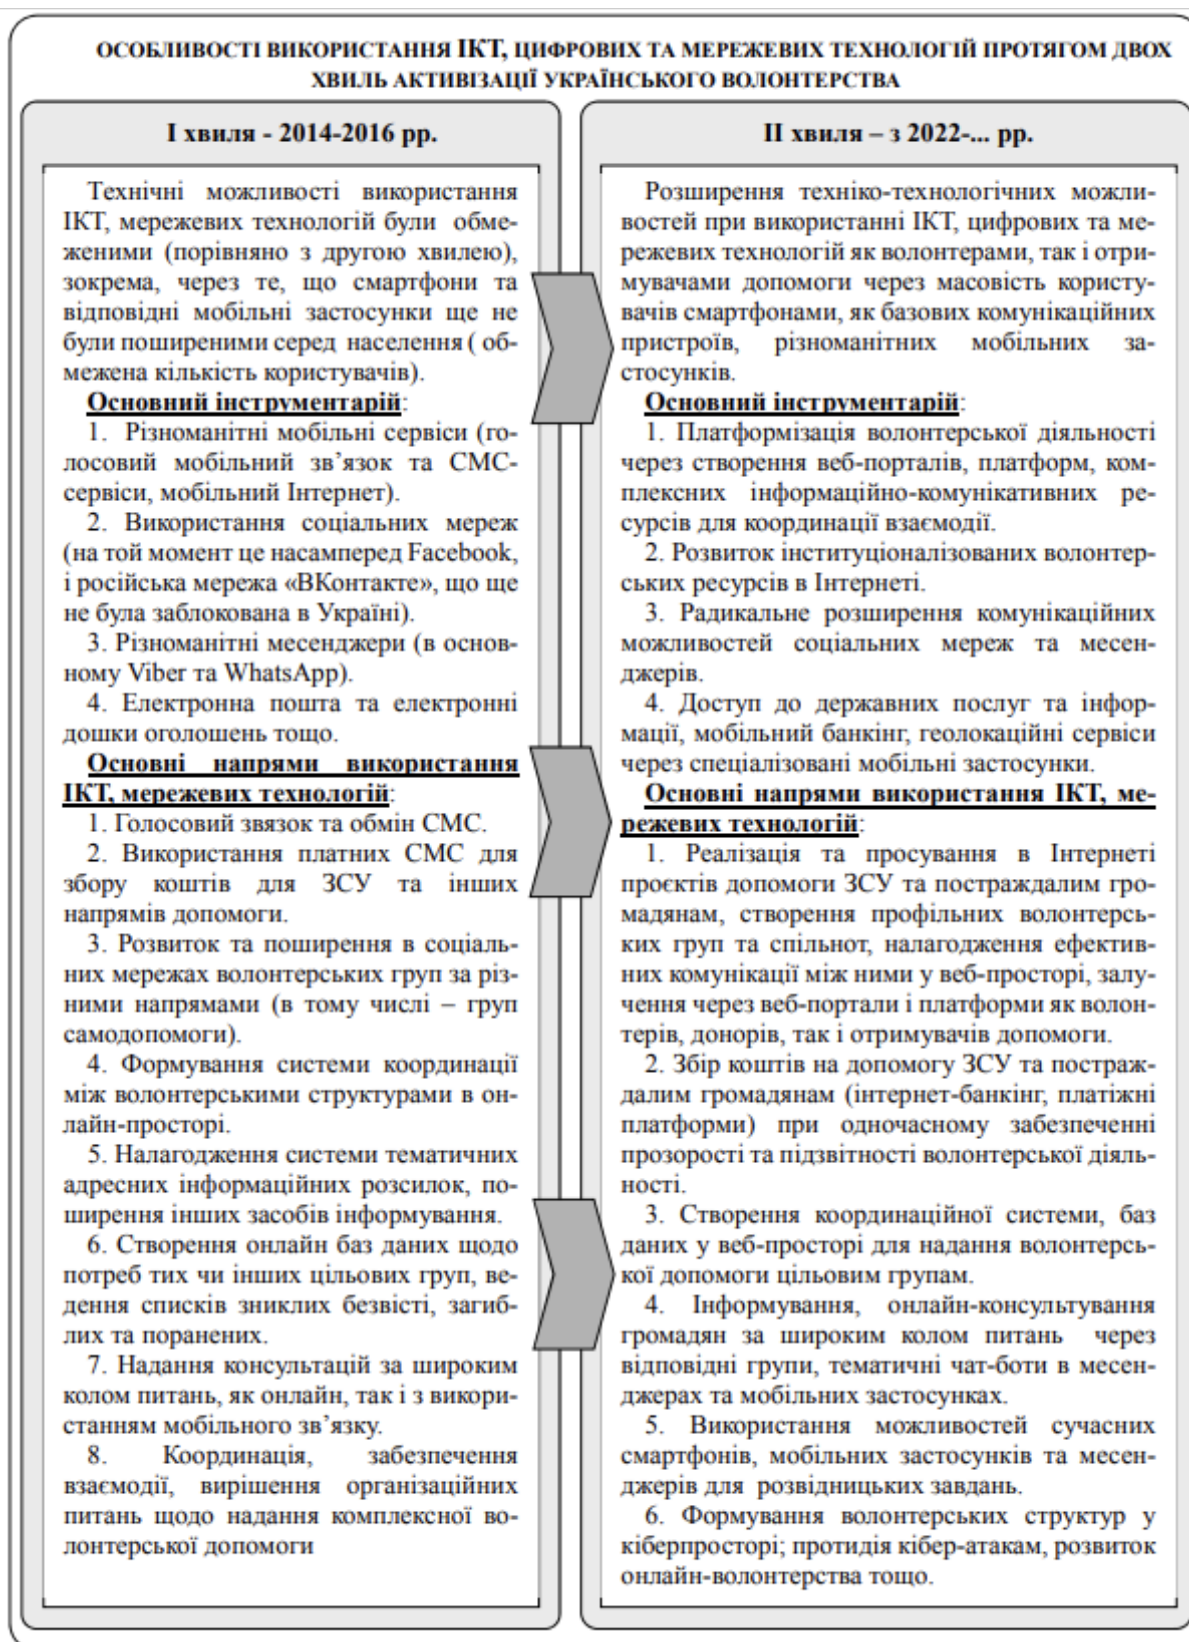 ОСОБЛИВОСТІ ВИКОРИСТАННЯ ІКТ, ЦИФРОВИХ ТА МЕРЕЖЕВИХ ТЕХНОЛОГІЙ ПРОТЯГОМ ДВОХ
ХВИЛЬ АКТИВІЗАЦІЇ УКРАЇНСЬКОГО ВОЛОНТЕРСТВА
І хвиля - 2014-2016 рр.
Технічні можливості використання
ІКТ, мережевих технологій були обме-
женими (порівняно з другою хвилею),
зокрема, через те, що смартфони та
відповідні мобільні застосунки ще не
були поширеними серед населення ( об-
межена кількість користувачів).
Основний інструментарій:
1. Різноманітні мобільні сервіси (го-
лосовий мобільний зв’язок та СМС-
сервіси, мобільний Інтернет).
2. Використання соціальних мереж
(на той момент це насамперед Facebook,
і російська мережа «ВКонтакте», що ще
не була заблокована в Україні).
3. Різноманітні месенджери (в основ-
ному Viber та WhatsApp).
4. Електронна пошта та електронні
дошки оголошень тощо.
Основні напрями використання
ІКТ, мережевих технологій:
1. Голосовий звязок та обмін СМС.
2. Використання платних СМС для
збору коштів для ЗСУ та інших
напрямів допомоги.
3. Розвиток та поширення в соціаль-
них мережах волонтерських груп за різ-
ними напрямами (в тому числі – груп
самодопомоги).
4. Формування системи координації
між волонтерськими структурами в он-
лайн-просторі.
5. Налагодження системи тематичних
адресних інформаційних розсилок, по-
ширення інших засобів інформування.
6. Створення онлайн баз даних щодо
потреб тих чи інших цільових груп, ве-
дення списків зниклих безвісті, загиб-
лих та поранених.
7. Надання консультацій за широким
колом питань, як онлайн, так і з викори-
станням мобільного зв’язку.
8. Координація, забезпечення
взаємодії, вирішення організаційних
питань щодо надання комплексної во-
лонтерської допомоги
ІІ хвиля – з 2022-... рр.
Розширення техніко-технологічних можли-
востей при використанні ІКТ, цифрових та ме-
режевих технологій як волонтерами, так і отри-
мувачами допомоги через масовість користу-
вачів смартфонами, як базових комунікаційних
пристроїв, різноманітних мобільних за-
стосунків.
Основний інструментарій:
1. Платформізація волонтерської діяльності
через створення веб-порталів, платформ, ком-
плексних інформаційно-комунікативних ре-
сурсів для координації взаємодії.
2. Розвиток інституціоналізованих волонтер-
ських ресурсів в Інтернеті.
3. Радикальне розширення комунікаційних
можливостей соціальних мереж та месен-
джерів.
4. Доступ до державних послуг та інфор-
мації, мобільний банкінг, геолокаційні сервіси
через спеціалізовані мобільні застосунки.
Основні напрями використання ІКТ, ме-
режевих технологій:
1. Реалізація та просування в Інтернеті
проєктів допомоги ЗСУ та постраждалим гро-
мадянам, створення профільних волонтерсь-
ких груп та спільнот, налагодження ефектив-
них комунікації між ними у веб-просторі, залу-
чення через веб-портали і платформи як волон-
терів, донорів, так і отримувачів допомоги.
2. Збір коштів на допомогу ЗСУ та постраж-
далим громадянам (інтернет-банкінг, платіжні
платформи) при одночасному забезпеченні
прозорості та підзвітності волонтерської діяль-
ності.
3. Створення координаційної системи, баз
даних у веб-просторі для надання волонтерсь-
кої допомоги цільовим групам.
4. Інформування, онлайн-консультування
громадян за широким колом питань через
відповідні групи, тематичні чат-боти в месен-
джерах та мобільних застосунках.
5. Використання можливостей сучасних
смартфонів, мобільних застосунків та месен-
джерів для розвідницьких завдань.
6. Формування волонтерських структур у
кіберпросторі; протидія кібер-атакам, розвиток
онлайн-волонтерства тощо.